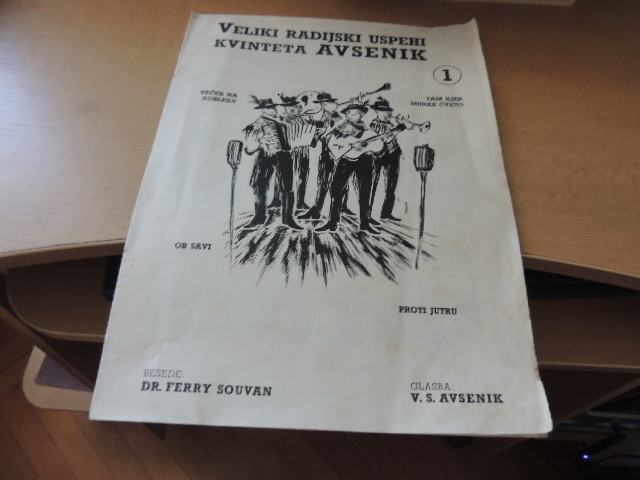 VELIKI RADIJSKI USPEHI
KVINTETA AVSENIK
1
VEČER NA
ROBLEKU
TAM KJER
MURKE CVETO
OB SAVI
PROTI JUTRU
BESEDE:
DR. FERRY SOUVAN
GLASBA:
V. S. AVSENIK